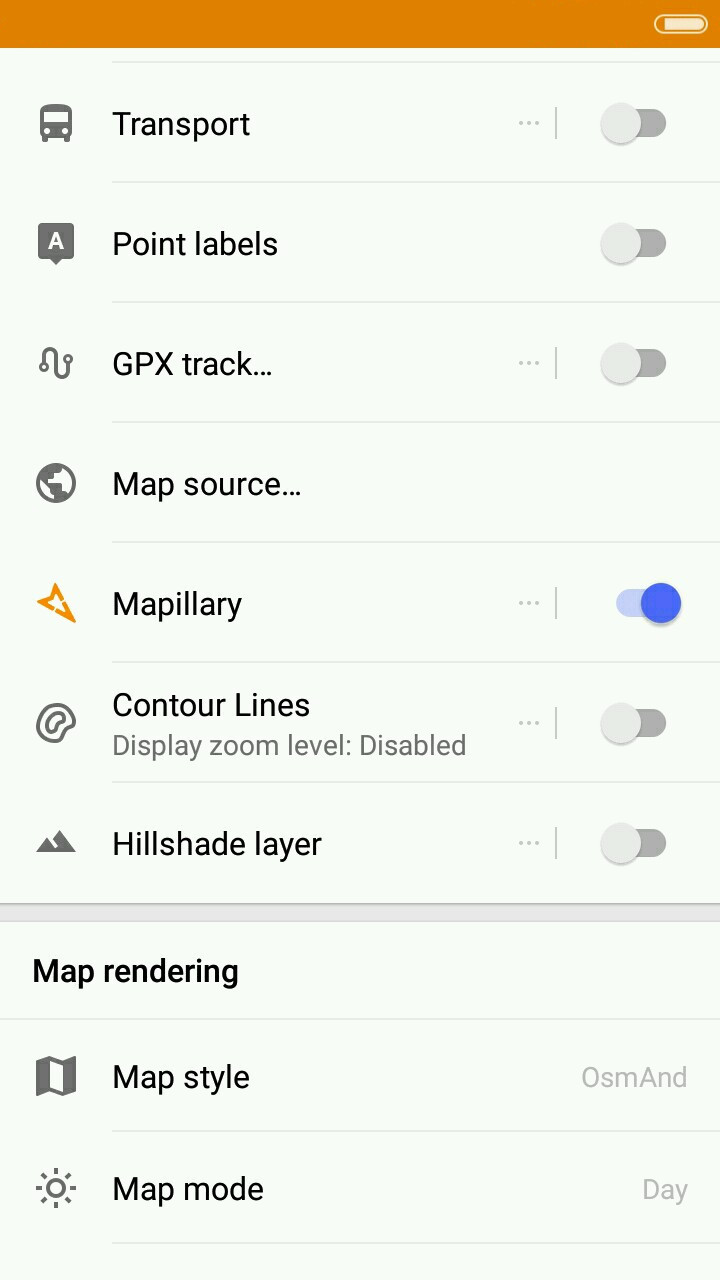 Transport
A
Point labels
GPX track…
Map source…
Mapillary
Contour Lines
Display zoom level: Disabled
Hillshade layer
Map rendering
Map style OsmAnd
Map mode Day